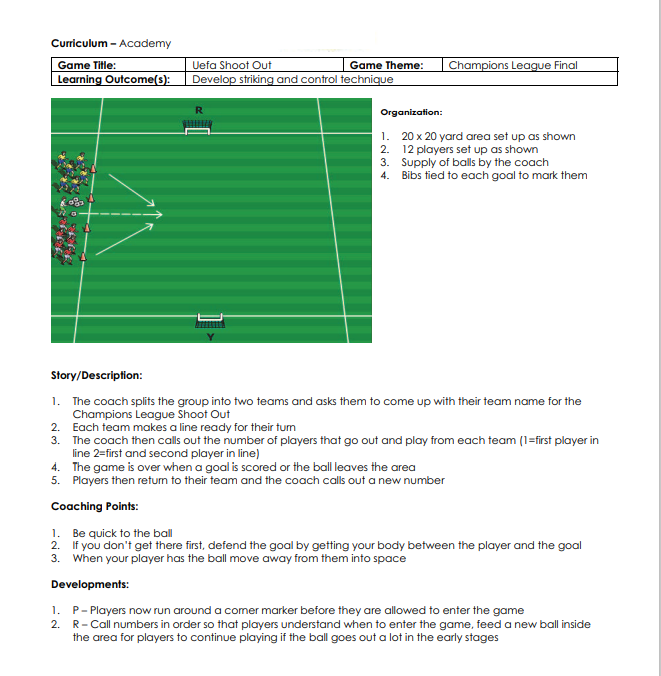 Curriculum – Academy
Game Title: Uefa Shoot Out Game Theme: Champions League Final
Learning Outcome(s): Develop striking and control technique
R
Y
Organization:
1. 20 x 20 yard area set up as shown
2. 12 players set up as shown
3. Supply of balls by the coach
4. Bibs tied to each goal to mark them
Story/Description:
1. The coach splits the group into two teams and asks them to come up with their team name for the
Champions League Shoot Out
2. Each team makes a line ready for their turn
3. The coach then calls out the number of players that go out and play from each team (1=first player in
line 2=first and second player in line)
4. The game is over when a goal is scored or the ball leaves the area
5. Players then return to their team and the coach calls out a new number
Coaching Points:
1. Be quick to the ball
2. If you don't get there first, defend the goal by getting your body between the player and the goal
3. When your player has the ball move away from them into space
Developments:
1. P – Players now run around a corner marker before they are allowed to enter the game
2. R – Call numbers in order so that players understand when to enter the game, feed a new ball inside
the area for players to continue playing if the ball goes out a lot in the early stages